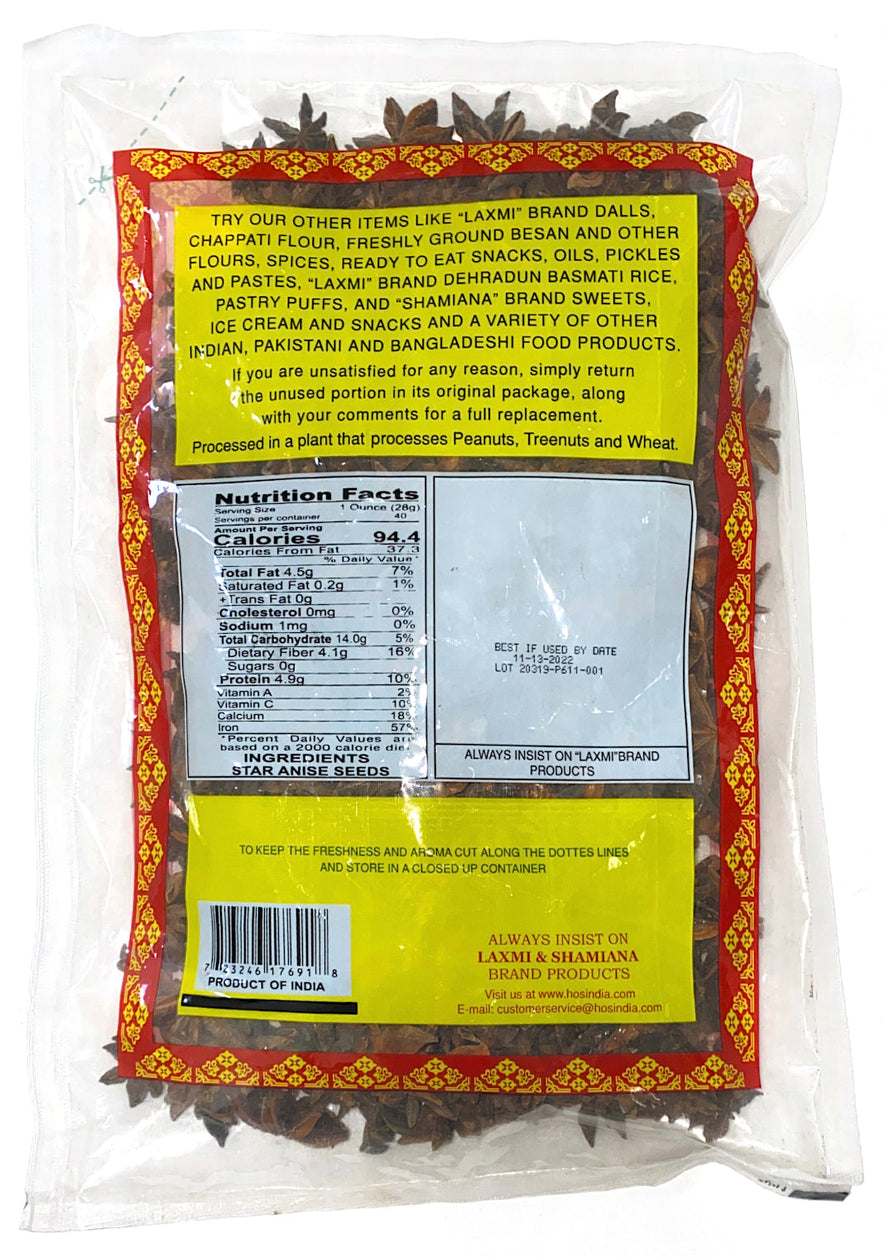 TRY OUR OTHER ITEMS LIKE “LAXMI” BRAND DALLS,
CHAPPATI FLOUR, FRESHLY GROUND BESAN AND OTHER
FLOURS, SPICES, READY TO EAT SNACKS, OILS, PICKLES
AND PASTES, “LAXMI” BRAND DEHRADUN BASMATI RICE,
PASTRY PUFFS, AND “SHAMIANA” BRAND SWEETS,
ICE CREAM AND SNACKS AND A VARIETY OF OTHER
INDIAN, PAKISTANI AND BANGLADESHI FOOD PRODUCTS.
If you are unsatisfied for any reason, simply return
the unused portion in its original package, along
with your comments for a full replacement.
Processed in a plant that processes Peanuts, Treenuts and Wheat.
Nutrition Facts
Serving Size 1 Ounce (28g)
Servings per container 40
Amount Per Serving
Calories 94.4
Calories From Fat 37.3
% Daily Value*
Total Fat 4.5g 7%
Saturated Fat 0.2g 1%
+Trans Fat 0g
Cholesterol 0mg 0%
Sodium 1mg 0%
Total Carbohydrate 14.0g 5%
Dietary Fiber 4.1g 16%
Sugars 0g
Protein 4.9g 10%
Vitamin A 2%
Vitamin C 10%
Calcium 18%
Iron 57%
*Percent Daily Values are
based on a 2000 calorie diet
INGREDIENTS
STAR ANISE SEEDS
BEST IF USED BY DATE
11-13-2022
LOT 20319-P611-001
ALWAYS INSIST ON “LAXMI”BRAND
PRODUCTS
TO KEEP THE FRESHNESS AND AROMA CUT ALONG THE DOTTES LINES
AND STORE IN A CLOSED UP CONTAINER
7 23246 17691 8
PRODUCT OF INDIA
ALWAYS INSIST ON
LAXMI & SHAMIANA
BRAND PRODUCTS
Visit us at www.hosindia.com
E-mail: customerservice@hosindia.com